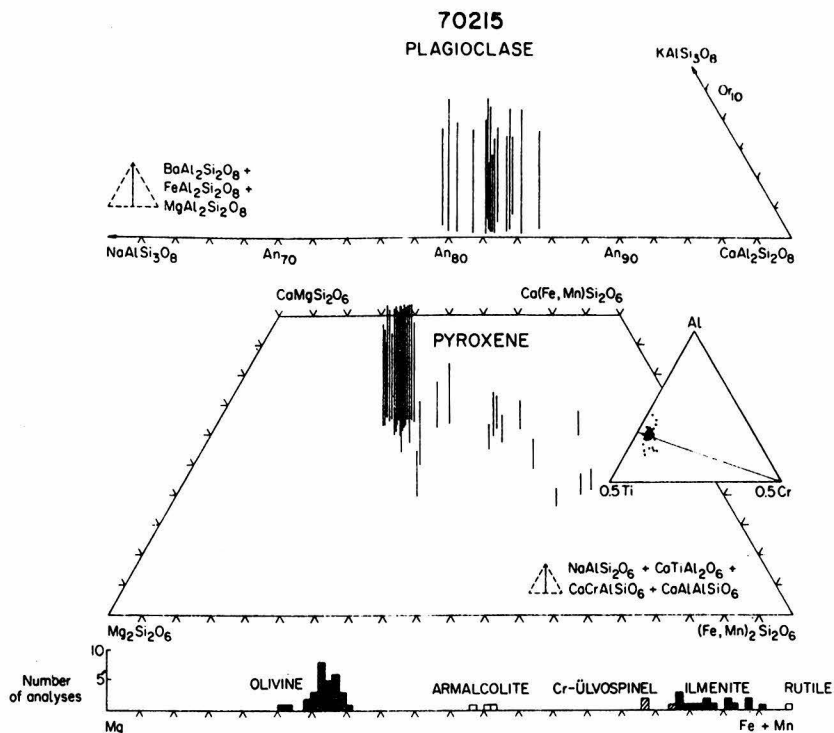 70215
PLAGIOCLASE
KAlSi₃O₈
Or₁₀
BaAl₂Si₂O₈ +
FeAl₂Si₂O₈ +
MgAl₂Si₂O₈
NaAlSi₃O₈ An₇₀ An₈₀ An₉₀ CaAl₂Si₂O₈
CaMgSi₂O₆ Ca(Fe, Mn)Si₂O₆
PYROXENE
Al
0.5Ti 0.5Cr
NaAlSi₂O₆ + CaTiAl₂O₆ +
CaCrAlSiO₆ + CaAlAlSiO₆
Mg₂Si₂O₆ (Fe, Mn)₂Si₂O₆
Number
of analyses
10
5
OLIVINE ARMALCOLITE Cr-ÜLVOSPINEL ILMENITE RUTILE
Mg Fe + Mn